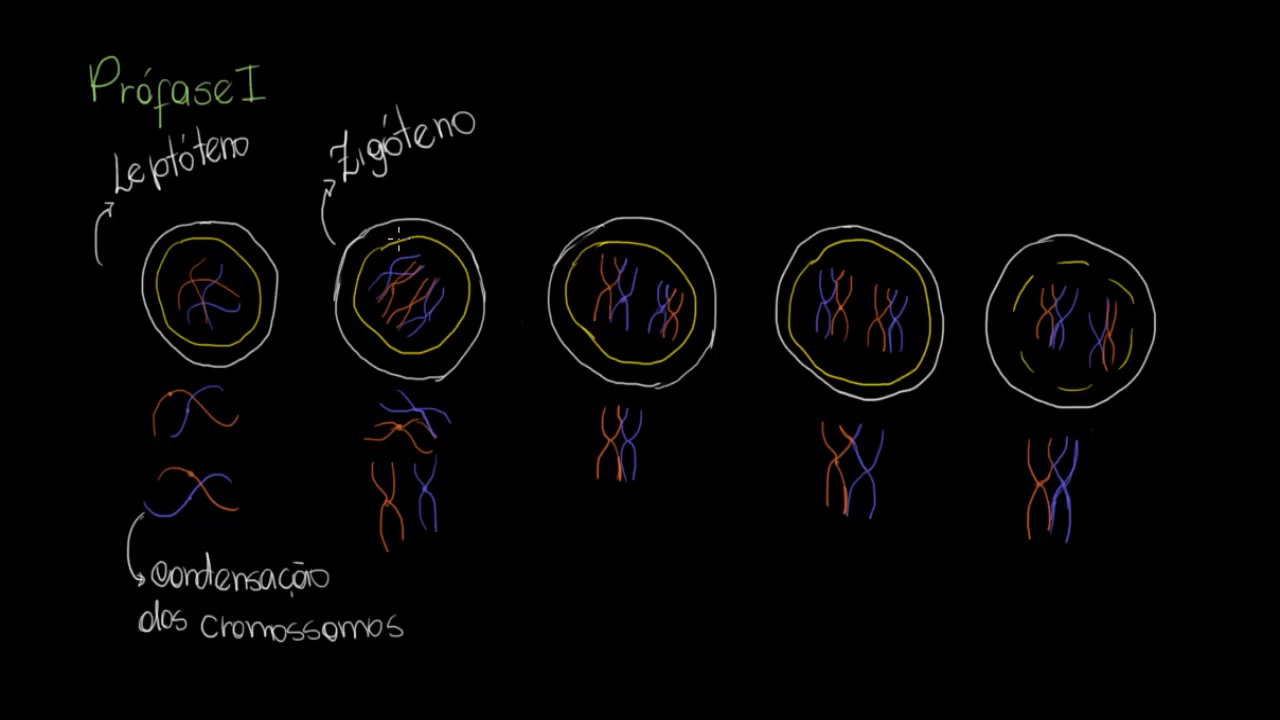 Prófase I
Leptóteno
Zigóteno
Condensação
dos cromossomos